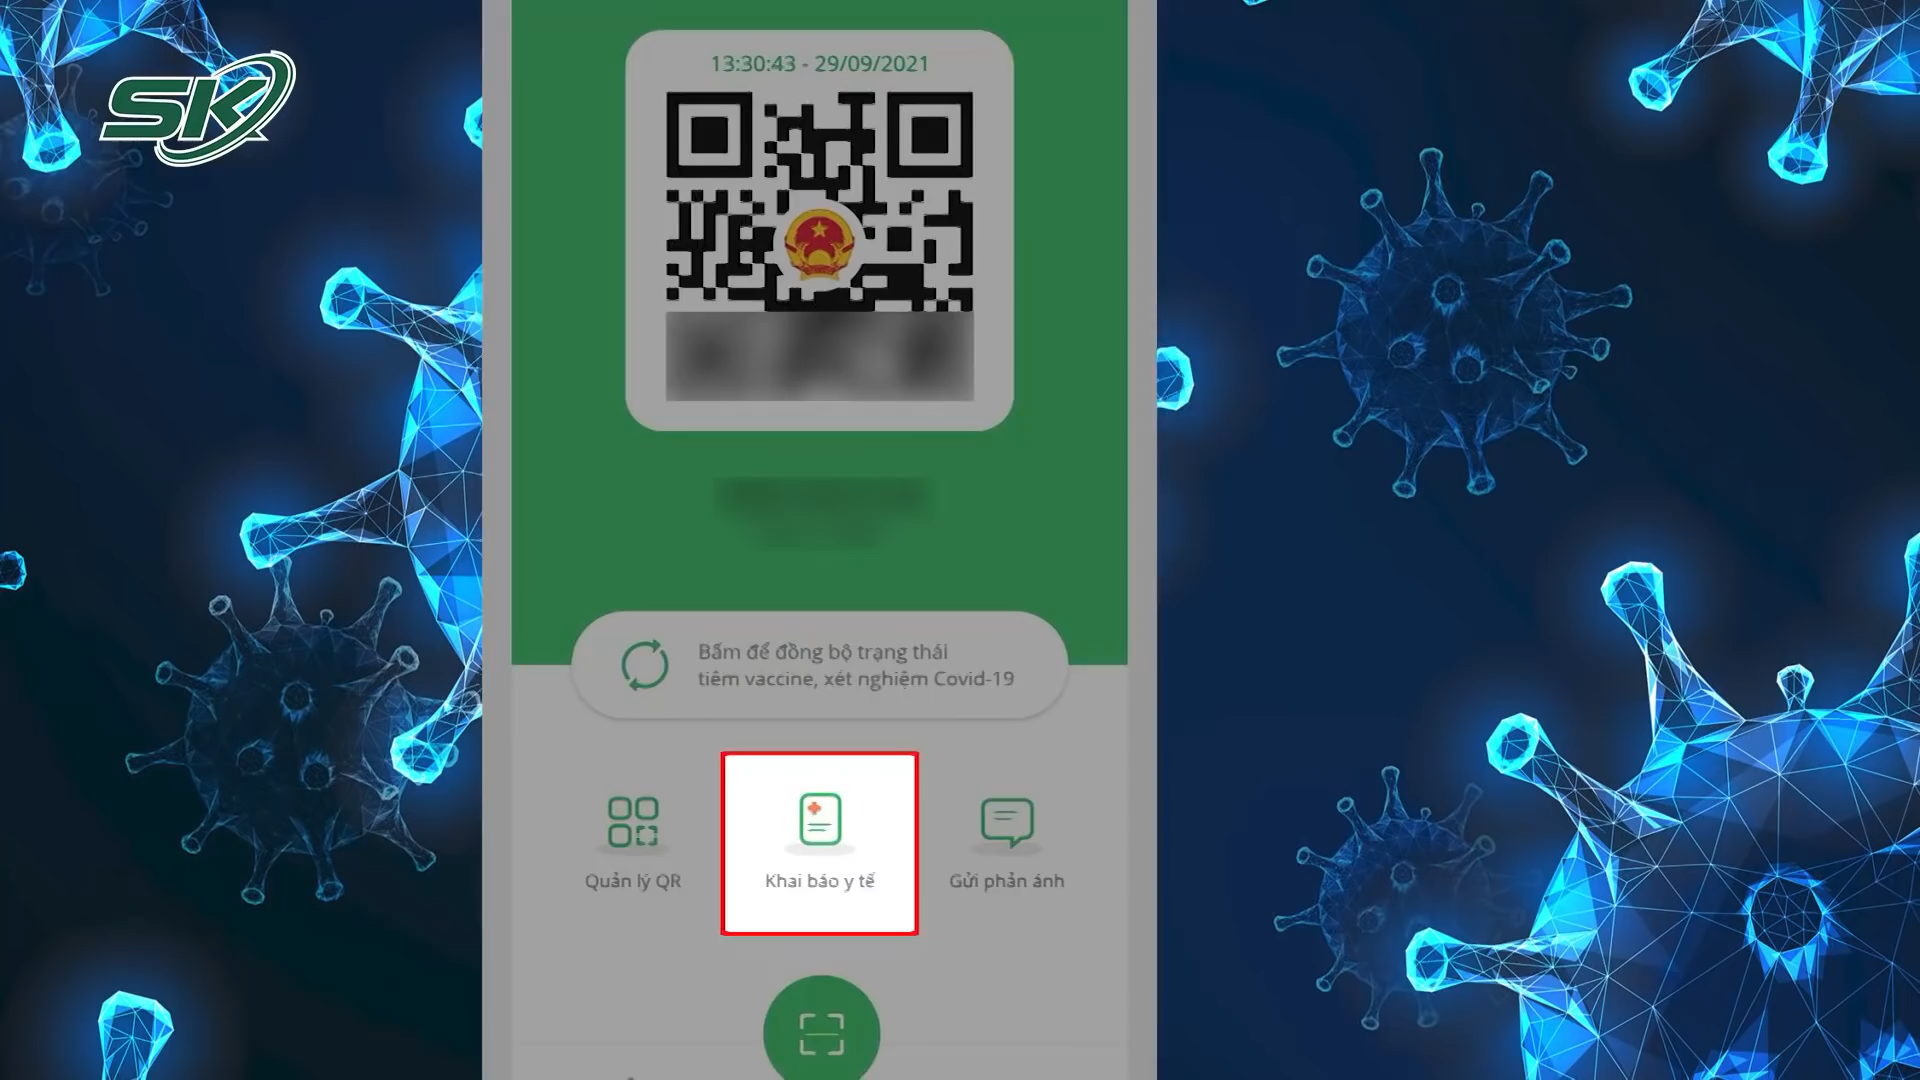 SK
13:30:43 - 29/09/2021
Bấm để đồng bộ trạng thái
tiêm vaccine, xét nghiệm Covid-19
Quản lý QR
Khai báo y tế
Gửi phản ánh